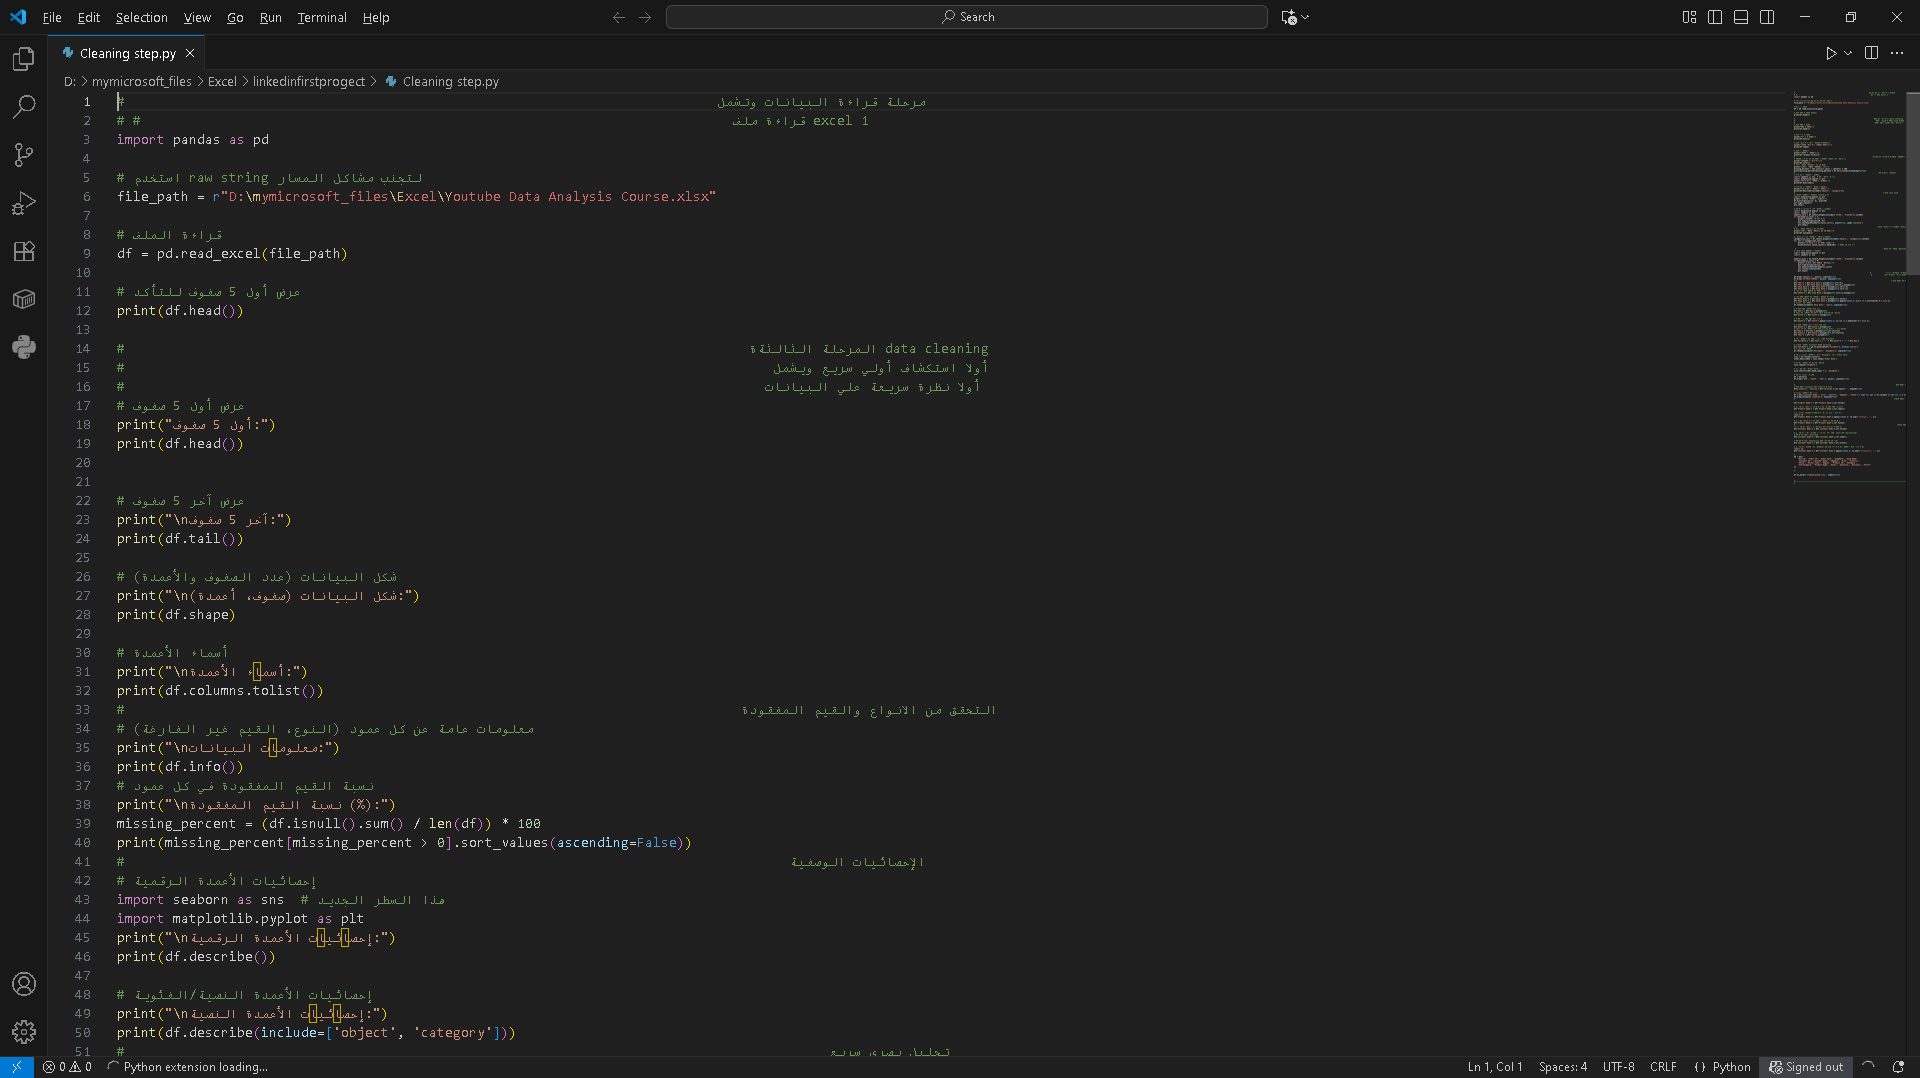 File Edit Selection View Go Run Terminal Help
Search
Cleaning step.py
D: > mymicrosoft_files > Excel > linkedinfirstprogect > Cleaning step.py
1 # مرحلة قراءة البيانات وتشمل
2 # # قراءة ملف excel 1
3 import pandas as pd
4
5 # استخدم raw string لتجنب مشاكل المسار
6 file_path = r"D:\mymicrosoft_files\Excel\Youtube Data Analysis Course.xlsx"
7
8 # قراءة الملف
9 df = pd.read_excel(file_path)
10
11 # عرض أول 5 صفوف للتأكد
12 print(df.head())
13
14 # المرحلة الثالثةة data cleaning
15 # أولا استكشاف أولي سريع ويشمل
16 # أولا نظرة سريعة علي البيانات
17 # عرض أول 5 صفوف
18 print("أول 5 صفوف:")
19 print(df.head())
20
21
22 # عرض آخر 5 صفوف
23 print("\nآخر 5 صفوف:")
24 print(df.tail())
25
26 # شكل البيانات (عدد الصفوف والأعمدة)
27 print("\nشكل البيانات (صفوف، أعمدة):")
28 print(df.shape)
29
30 # أسماء الأعمدة
31 print("\nأسماء الأعمدة:")
32 print(df.columns.tolist())
33 # التحقق من الانواع والقيم المفقودة
34 # معلومات عامة عن كل عمود (النوع، القيم غير الفارغة)
35 print("\nمعلومات البيانات:")
36 print(df.info())
37 # نسبة القيم المفقودة في كل عمود
38 print("\nنسبة القيم المفقودة (%):")
39 missing_percent = (df.isnull().sum() / len(df)) * 100
40 print(missing_percent[missing_percent > 0].sort_values(ascending=False))
41 # الإحصائيات الوصفية
42 # إحصائيات الأعمدة الرقمية
43 import seaborn as sns # هذا السطر الجديد
44 import matplotlib.pyplot as plt
45 print("\nإحصائيات الأعمدة الرقمية:")
46 print(df.describe())
47
48 # إحصائيات الأعمدة النصية/الفئوية
49 print("\nإحصائيات الأعمدة النصية:")
50 print(df.describe(include=['object', 'category']))
51 # تحليل بصري سريع
0 0 Python extension loading... Ln 1, Col 1 Spaces: 4 UTF-8 CRLF {} Python Signed out